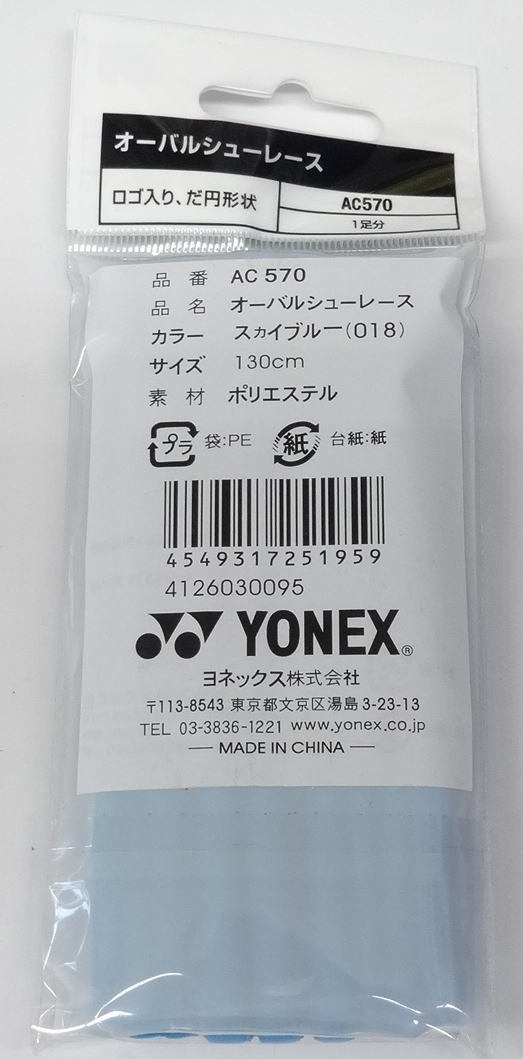 オーバルシューレース
ロゴ入り、だ円形状
AC570
1足分
品 番 AC 570
品 名 オーバルシューレース
カラー スカイブルー(018)
サイズ 130cm
素 材 ポリエステル
プラ 袋:PE 紙 台紙:紙
4549317251959
4126030095
YONEX®
ヨネックス株式会社
〒113-8543 東京都文京区湯島3-23-13
TEL 03-3836-1221 www.yonex.co.jp
— MADE IN CHINA —